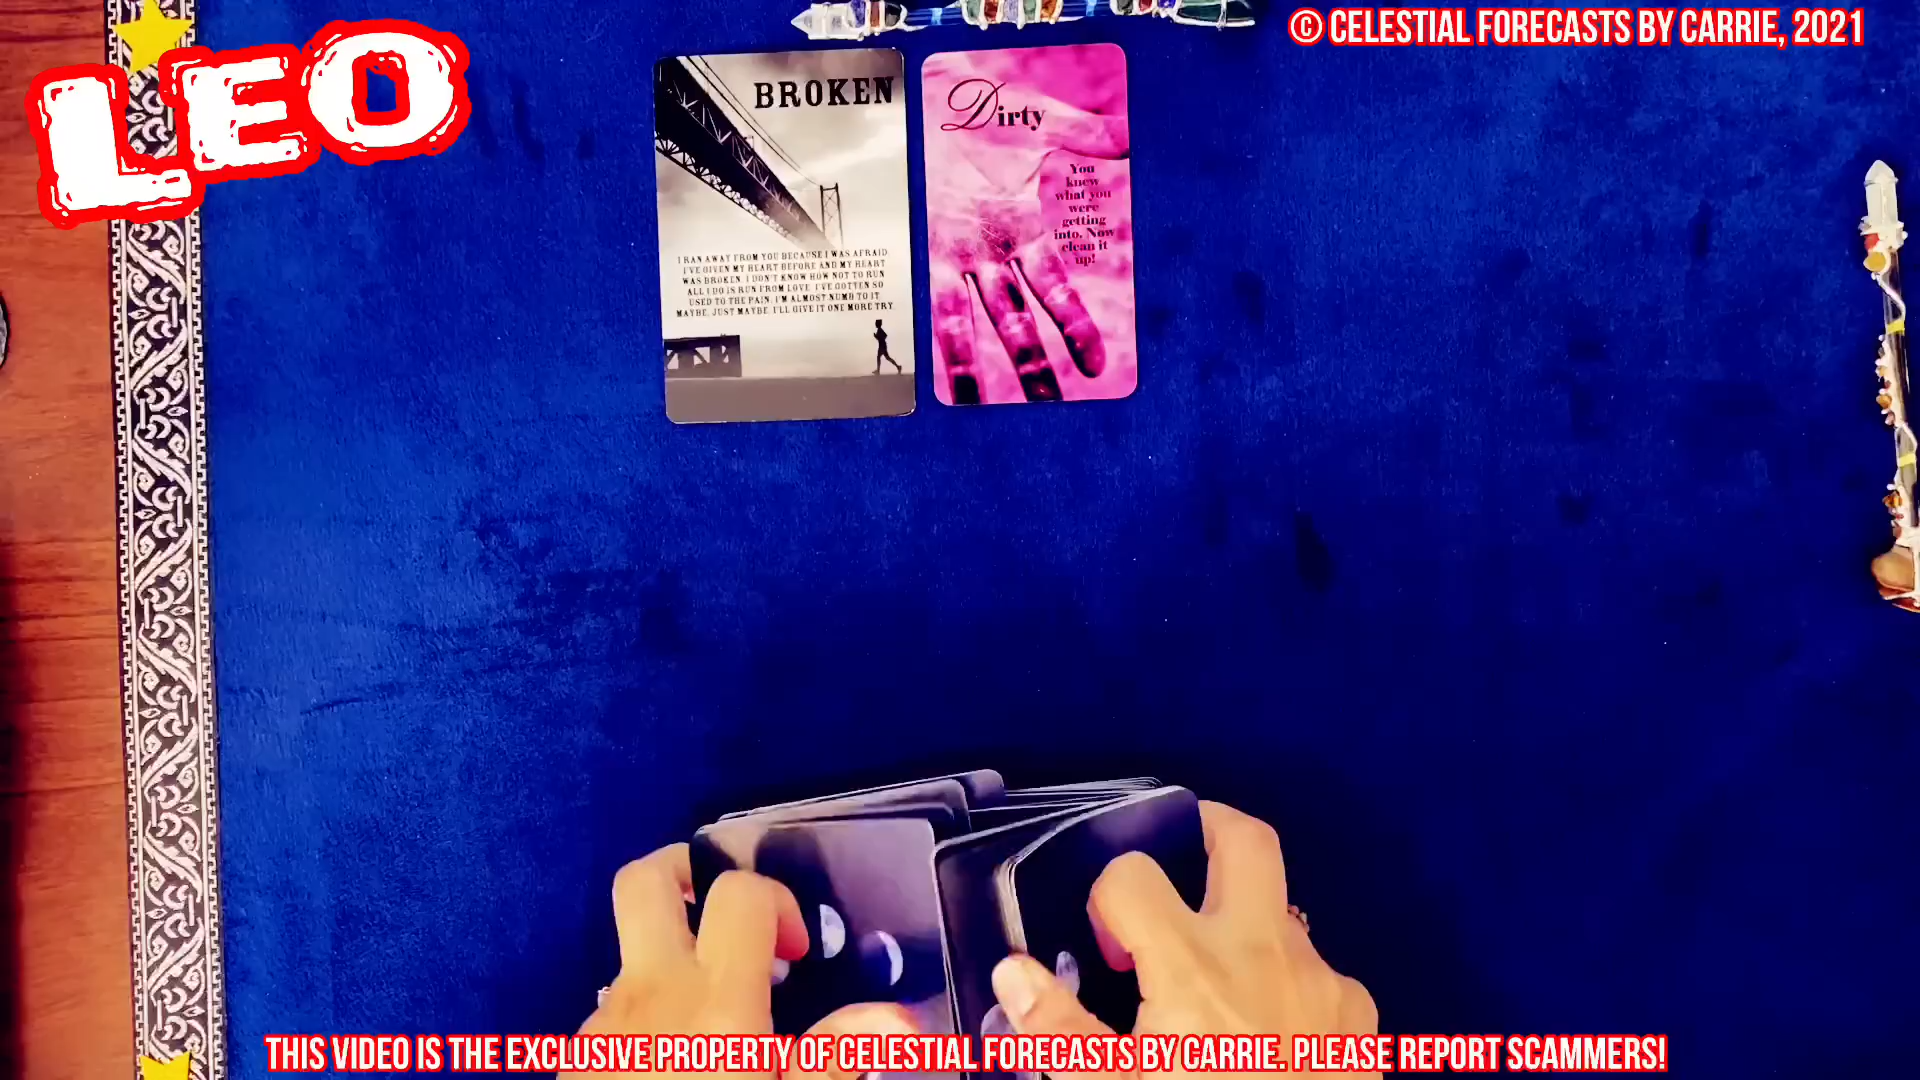 © CELESTIAL FORECASTS BY CARRIE, 2021
LEO
BROKEN
I RAN AWAY FROM YOU BECAUSE I WAS AFRAID.
I'VE GIVEN MY HEART BEFORE AND MY HEART
WAS BROKEN. I DON'T KNOW HOW NOT TO RUN
ALL I DO IS RUN FROM LOVE. I'VE GOTTEN SO
USED TO THE PAIN, I'M ALMOST NUMB TO IT
MAYBE, JUST MAYBE, I'LL GIVE IT ONE MORE TRY.
Dirty
You
knew
what you
were
getting
into. Now
clean it
up!
THIS VIDEO IS THE EXCLUSIVE PROPERTY OF CELESTIAL FORECASTS BY CARRIE. PLEASE REPORT SCAMMERS!